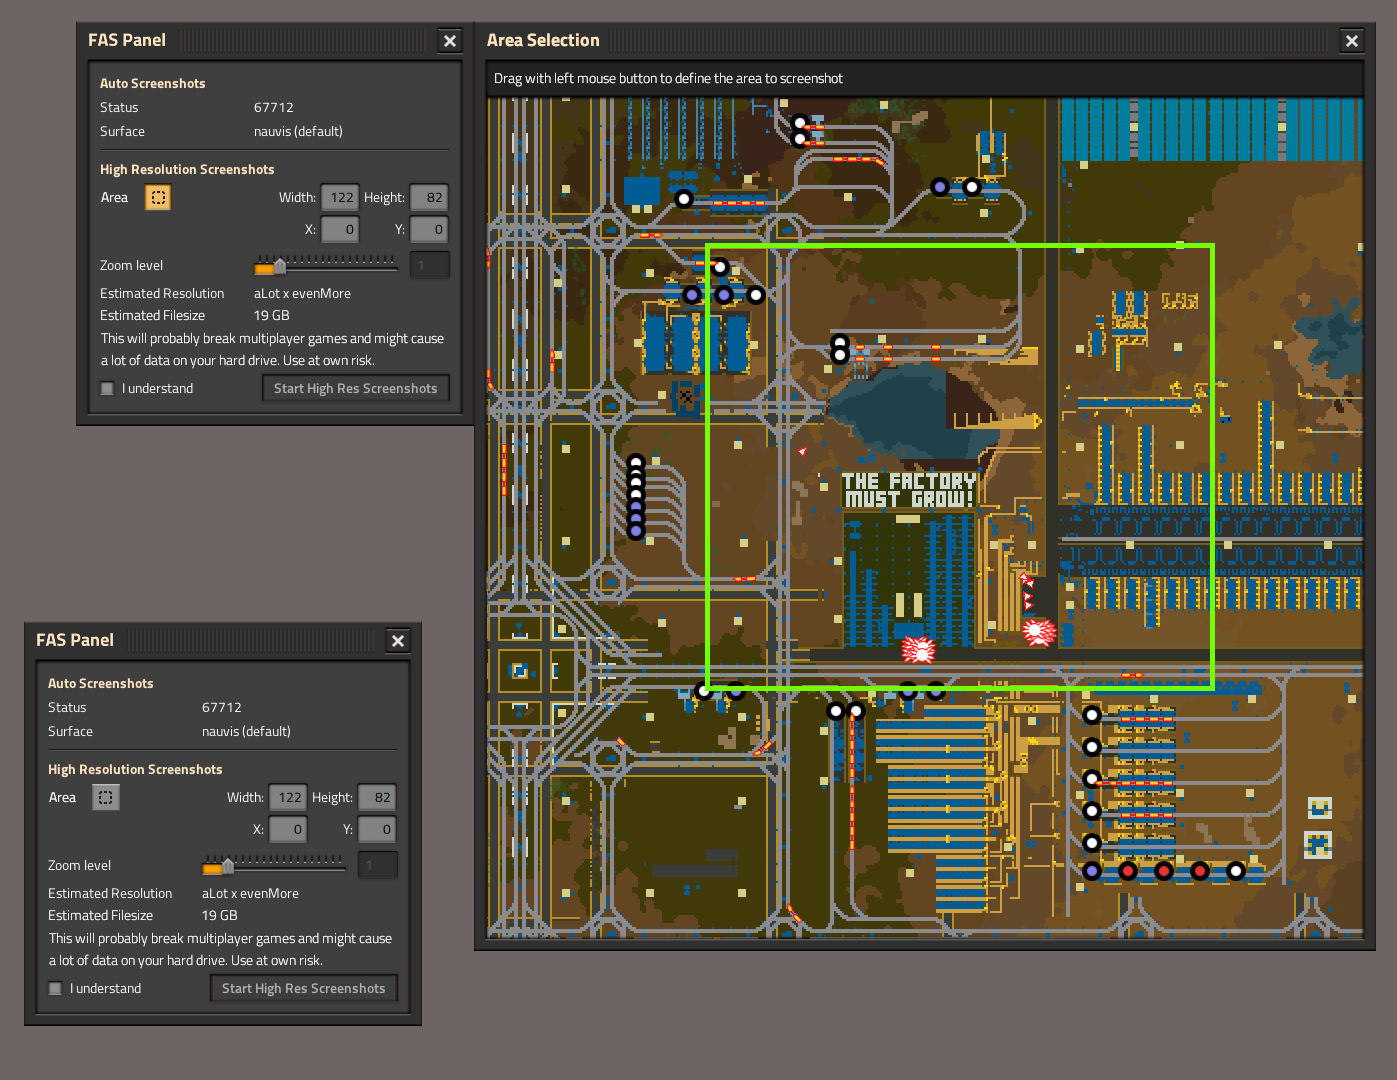 FAS Panel
Auto Screenshots
Status 67712
Surface nauvis (default)
High Resolution Screenshots
Area Width: 122 Height: 82
X: 0 Y: 0
Zoom level 1
Estimated Resolution aLot x evenMore
Estimated Filesize 19 GB
This will probably break multiplayer games and might cause
a lot of data on your hard drive. Use at own risk.
I understand Start High Res Screenshots
Area Selection
Drag with left mouse button to define the area to screenshot
THE FACTORY
MUST GROW!
FAS Panel
Auto Screenshots
Status 67712
Surface nauvis (default)
High Resolution Screenshots
Area Width: 122 Height: 82
X: 0 Y: 0
Zoom level 1
Estimated Resolution aLot x evenMore
Estimated Filesize 19 GB
This will probably break multiplayer games and might cause
a lot of data on your hard drive. Use at own risk.
I understand Start High Res Screenshots